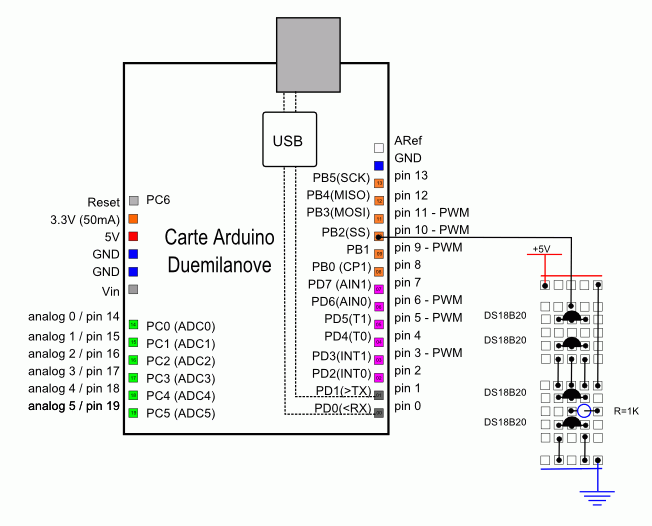 USB
ARef
GND
PB5(SCK) pin 13
PB4(MISO) pin 12
PB3(MOSI) pin 11 - PWM
PB2(SS) pin 10 - PWM
PB1 pin 9 - PWM
PB0 (CP1) pin 8
PD7 (AIN1) pin 7
PD6(AIN0) pin 6 - PWM
PD5(T1) pin 5 - PWM
PD4(T0) pin 4
PD3(INT1) pin 3 - PWM
PD2(INT0) pin 2
PD1(>TX) pin 1
PD0(<RX) pin 0
Reset PC6
3.3V (50mA)
5V
GND
GND
Vin
Carte Arduino
Duemilanove
analog 0 / pin 14 PC0 (ADC0)
analog 1 / pin 15 PC1 (ADC1)
analog 2 / pin 16 PC2 (ADC2)
analog 3 / pin 17 PC3 (ADC3)
analog 4 / pin 18 PC4 (ADC4)
analog 5 / pin 19 PC5 (ADC5)
+5V
DS18B20
DS18B20
DS18B20
R=1K
DS18B20